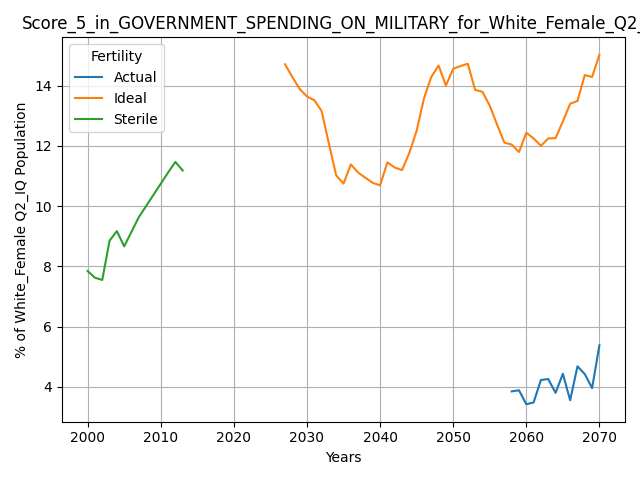 Score_5_in_GOVERNMENT_SPENDING_ON_MILITARY_for_White_Female_Q2_
Fertility
Actual
Ideal
Sterile
% of White_Female Q2_IQ Population
14
12
10
8
6
4
2000 2010 2020 2030 2040 2050 2060 2070
Years